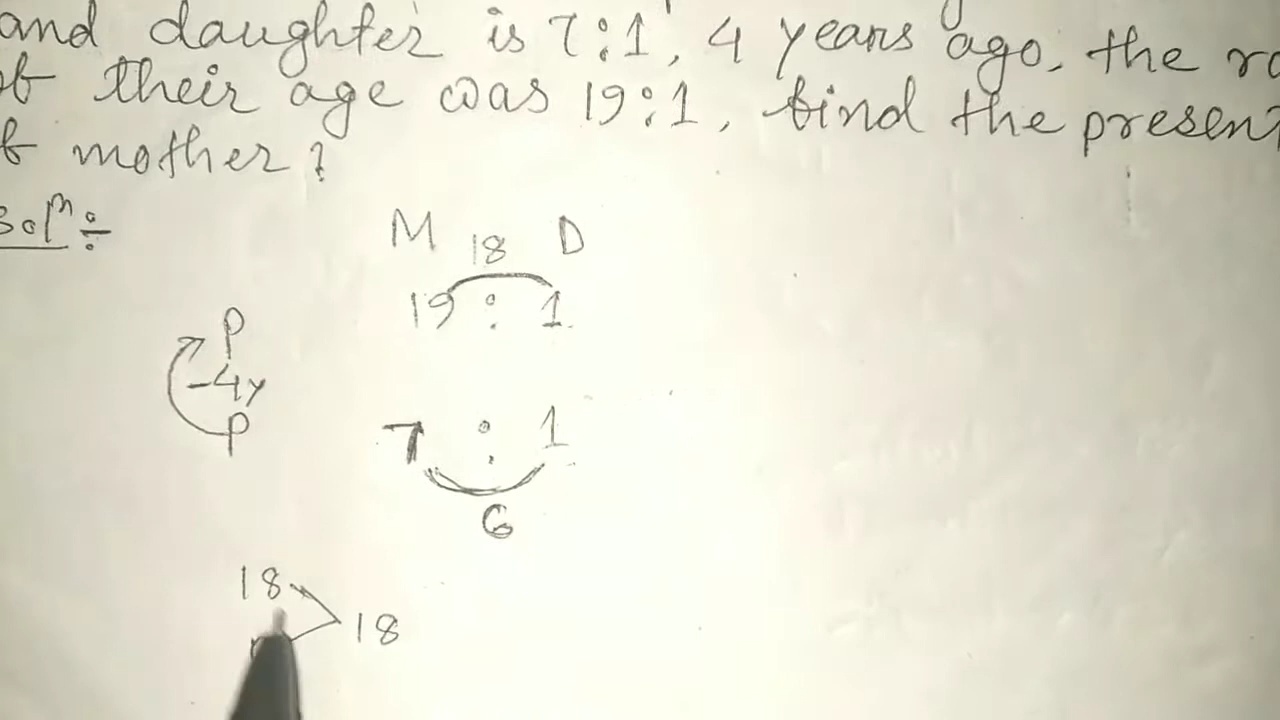 and daughter is 7:1, 4 years ago, the
their age was 19:1, find the present
mother?
Solⁿ÷
M 18 D
19 : 1
P
-4y
P
7 : 1
6
18
18